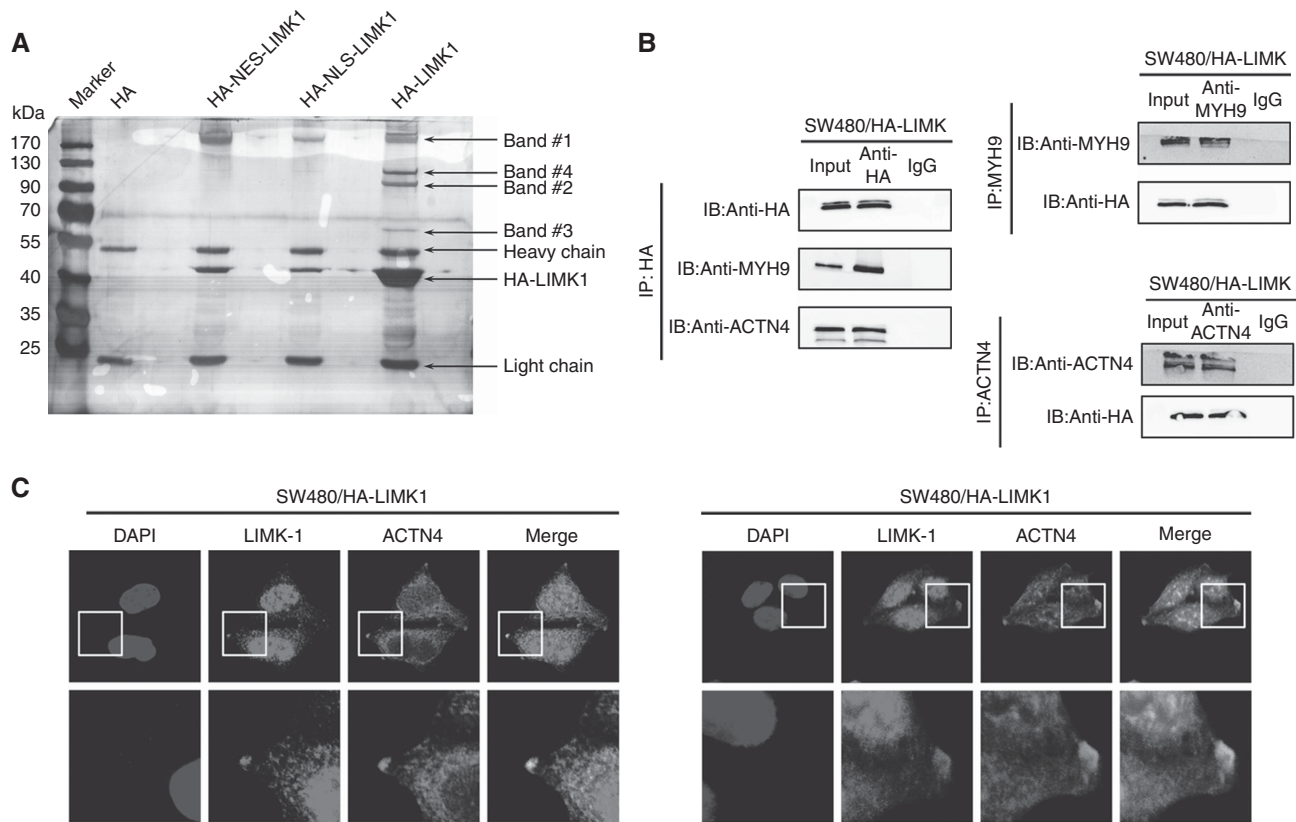 A
Marker
HA
HA-NES-LIMK1
HA-NLS-LIMK1
HA-LIMK1
kDa
170
130
90
70
55
40
35
25
Band #1
Band #4
Band #2
Band #3
Heavy chain
HA-LIMK1
Light chain
B
SW480/HA-LIMK
Input Anti-HA IgG
IP: HA
IB:Anti-HA
IB:Anti-MYH9
IB:Anti-ACTN4
SW480/HA-LIMK
Input Anti-MYH9 IgG
IP:MYH9
IB:Anti-MYH9
IB:Anti-HA
SW480/HA-LIMK
Input Anti-ACTN4 IgG
IP:ACTN4
IB:Anti-ACTN4
IB:Anti-HA
C
SW480/HA-LIMK1
DAPI LIMK-1 ACTN4 Merge
SW480/HA-LIMK1
DAPI LIMK-1 ACTN4 Merge